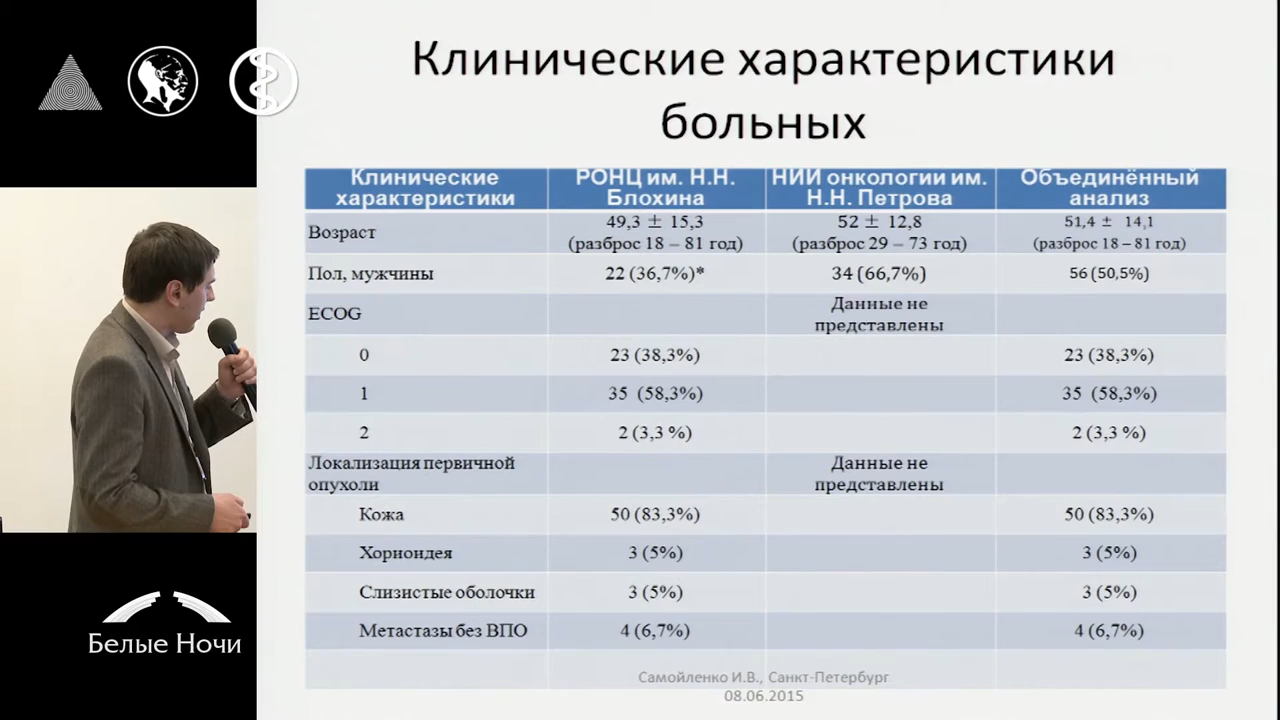 Клинические характеристики
больных
Клинические
характеристики
РОНЦ им. Н.Н.
Блохина
НИИ онкологии им.
Н.Н. Петрова
Объединённый
анализ
Возраст
49,3 ± 15,3
(разброс 18 – 81 год)
52 ± 12,8
(разброс 29 – 73 год)
51,4 ± 14,1
(разброс 18 – 81 год)
Пол, мужчины
22 (36,7%)*
34 (66,7%)
56 (50,5%)
ECOG
Данные не
представлены
0
23 (38,3%)
23 (38,3%)
1
35 (58,3%)
35 (58,3%)
2
2 (3,3 %)
2 (3,3 %)
Локализация первичной
опухоли
Данные не
представлены
Кожа
50 (83,3%)
50 (83,3%)
Хориоидея
3 (5%)
3 (5%)
Слизистые оболочки
3 (5%)
3 (5%)
Метастазы без ВПО
4 (6,7%)
4 (6,7%)
Самойленко И.В., Санкт-Петербург
08.06.2015
Белые Ночи